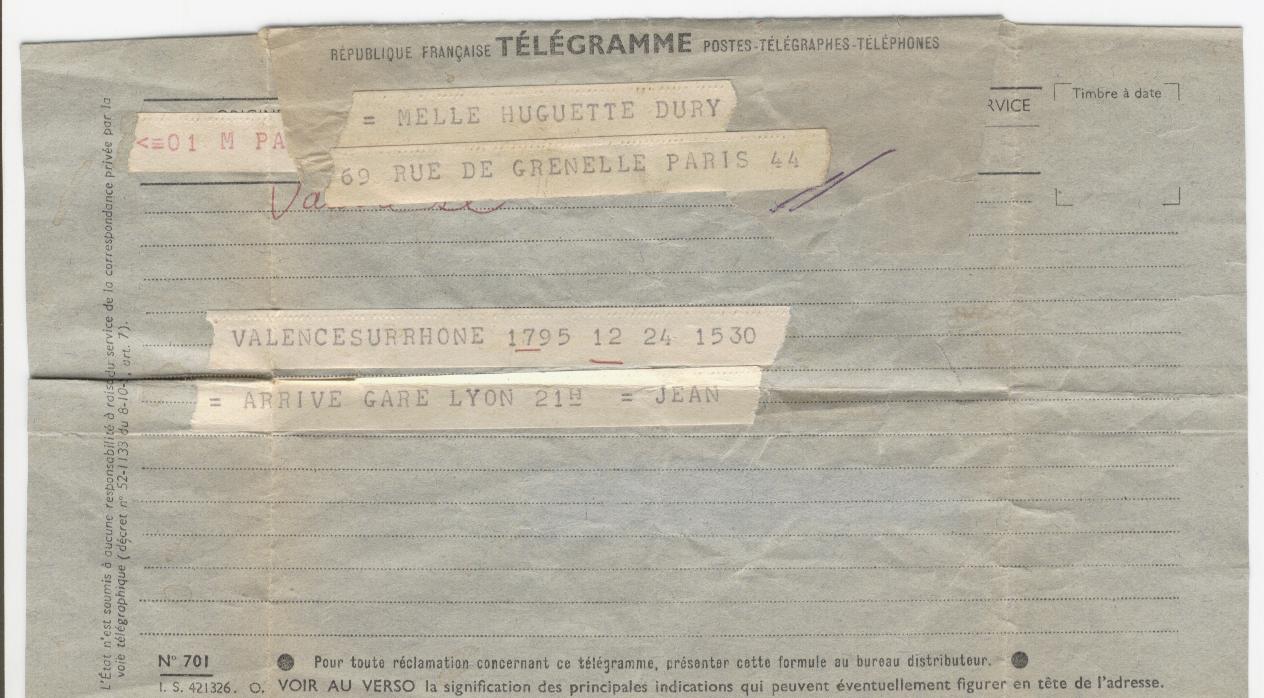 RÉPUBLIQUE FRANÇAISE TÉLÉGRAMME POSTES-TÉLÉGRAPHES-TÉLÉPHONES
Timbre à date
RVICE
= MELLE HUGUETTE DURY
<=01 M PA
69 RUE DE GRENELLE PARIS 44
VALENCESURRHONE 1795 12 24 1530
= ARRIVE GARE LYON 21H = JEAN
L'État n'est soumis à aucune responsabilité à raison du service de la correspondance privée par la
voie télégraphique (décret n° 52-1133 du 8-10- , art. 7).
N° 701
● Pour toute réclamation concernant ce télégramme, présenter cette formule au bureau distributeur. ●
I. S. 421326. O. VOIR AU VERSO la signification des principales indications qui peuvent éventuellement figurer en tête de l'adresse.